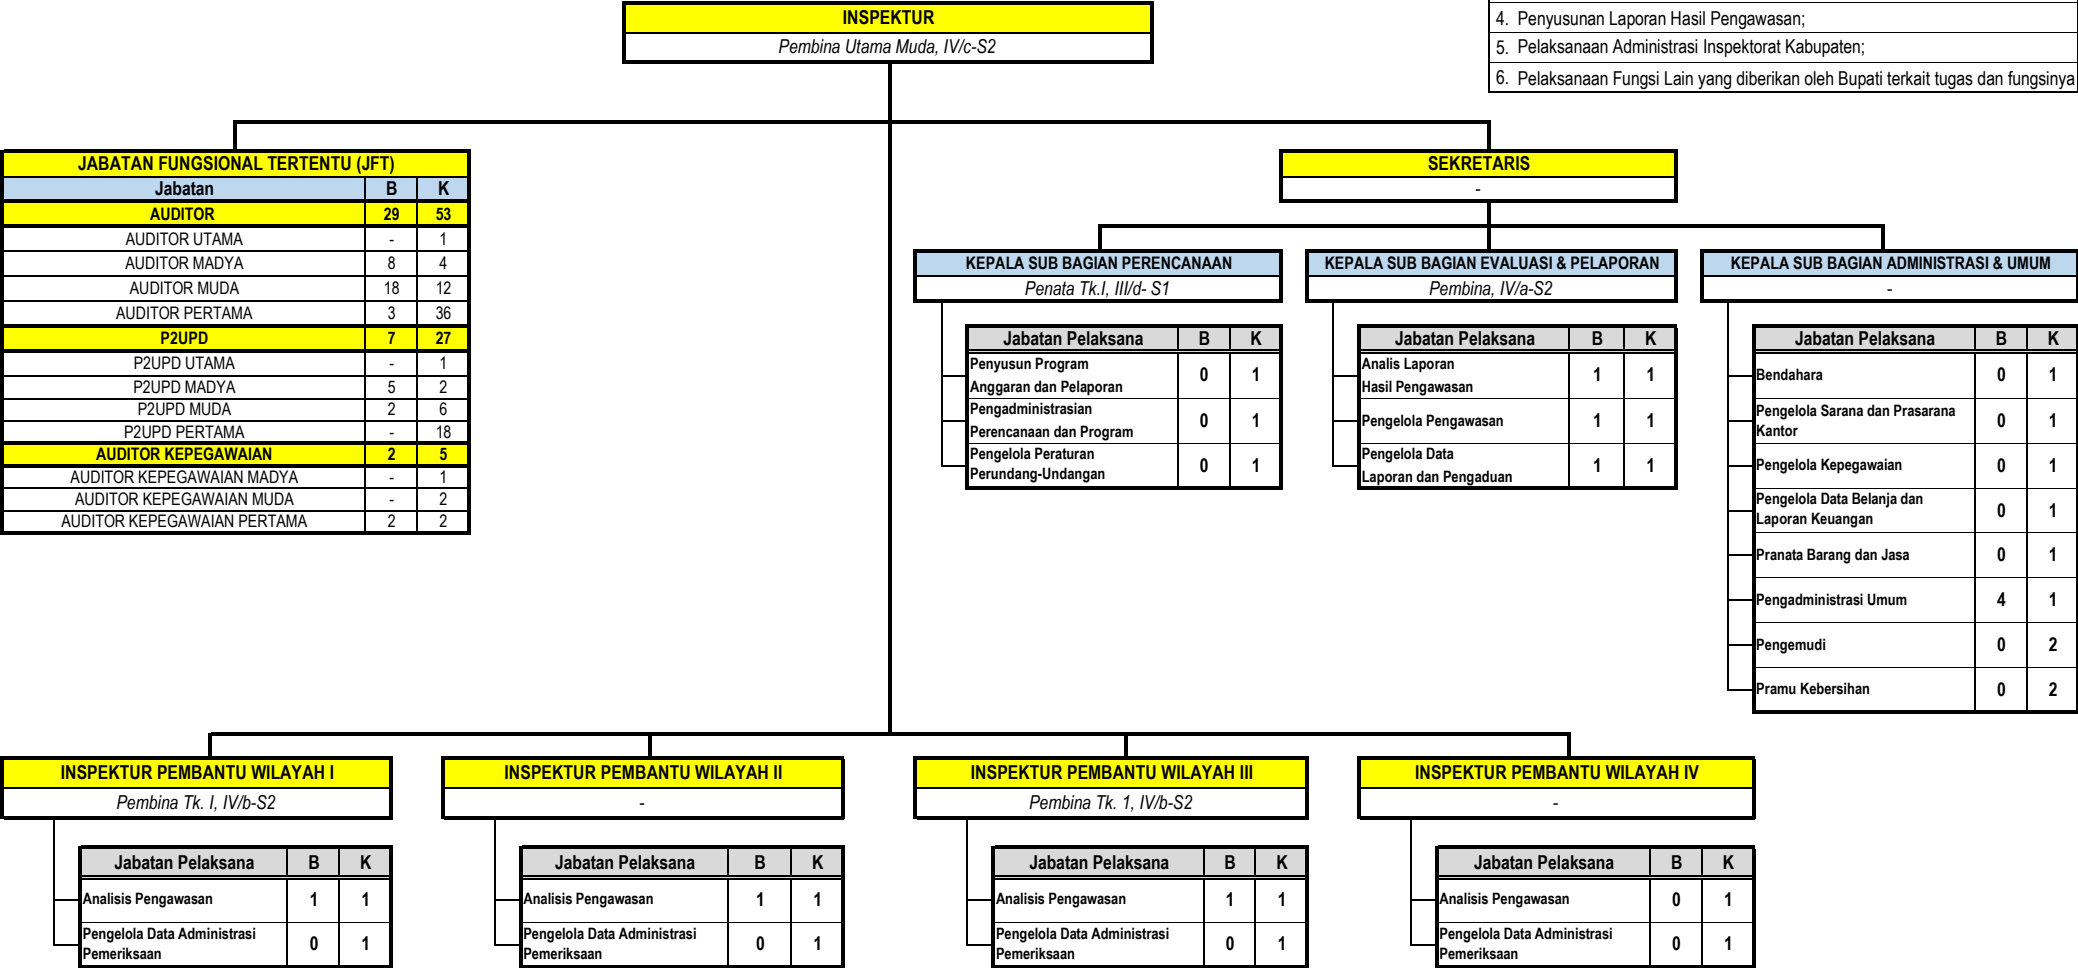 INSPEKTUR
Pembina Utama Muda, IV/c-S2
4. Penyusunan Laporan Hasil Pengawasan;
5. Pelaksanaan Administrasi Inspektorat Kabupaten;
6. Pelaksanaan Fungsi Lain yang diberikan oleh Bupati terkait tugas dan fungsinya
JABATAN FUNGSIONAL TERTENTU (JFT)
Jabatan B K
AUDITOR 29 53
AUDITOR UTAMA - 1
AUDITOR MADYA 8 4
AUDITOR MUDA 18 12
AUDITOR PERTAMA 3 36
P2UPD 7 27
P2UPD UTAMA - 1
P2UPD MADYA 5 2
P2UPD MUDA 2 6
P2UPD PERTAMA - 18
AUDITOR KEPEGAWAIAN 2 5
AUDITOR KEPEGAWAIAN MADYA - 1
AUDITOR KEPEGAWAIAN MUDA - 2
AUDITOR KEPEGAWAIAN PERTAMA 2 2
SEKRETARIS
-
KEPALA SUB BAGIAN PERENCANAAN
Penata Tk.I, III/d- S1
Jabatan Pelaksana B K
Penyusun Program
Anggaran dan Pelaporan 0 1
Pengadministrasian
Perencanaan dan Program 0 1
Pengelola Peraturan
Perundang-Undangan 0 1
KEPALA SUB BAGIAN EVALUASI & PELAPORAN
Pembina, IV/a-S2
Jabatan Pelaksana B K
Analis Laporan
Hasil Pengawasan 1 1
Pengelola Pengawasan 1 1
Pengelola Data
Laporan dan Pengaduan 1 1
KEPALA SUB BAGIAN ADMINISTRASI & UMUM
-
Jabatan Pelaksana B K
Bendahara 0 1
Pengelola Sarana dan Prasarana
Kantor 0 1
Pengelola Kepegawaian 0 1
Pengelola Data Belanja dan
Laporan Keuangan 0 1
Pranata Barang dan Jasa 0 1
Pengadministrasi Umum 4 1
Pengemudi 0 2
Pramu Kebersihan 0 2
INSPEKTUR PEMBANTU WILAYAH I
Pembina Tk. I, IV/b-S2
Jabatan Pelaksana B K
Analisis Pengawasan 1 1
Pengelola Data Administrasi
Pemeriksaan 0 1
INSPEKTUR PEMBANTU WILAYAH II
-
Jabatan Pelaksana B K
Analisis Pengawasan 1 1
Pengelola Data Administrasi
Pemeriksaan 0 1
INSPEKTUR PEMBANTU WILAYAH III
Pembina Tk. 1, IV/b-S2
Jabatan Pelaksana B K
Analisis Pengawasan 1 1
Pengelola Data Administrasi
Pemeriksaan 0 1
INSPEKTUR PEMBANTU WILAYAH IV
-
Jabatan Pelaksana B K
Analisis Pengawasan 0 1
Pengelola Data Administrasi
Pemeriksaan 0 1